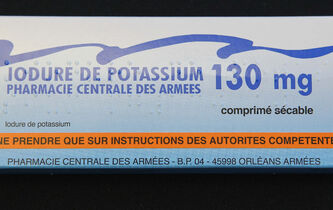 IODURE DE POTASSIUM 130 mg
PHARMACIE CENTRALE DES ARMEES
comprimé sécable
Iodure de potassium
NE PRENDRE QUE SUR INSTRUCTIONS DES AUTORITES COMPETENTE
PHARMACIE CENTRALE DES ARMÉES - B.P. 04 - 45998 ORLÉANS ARMÉES